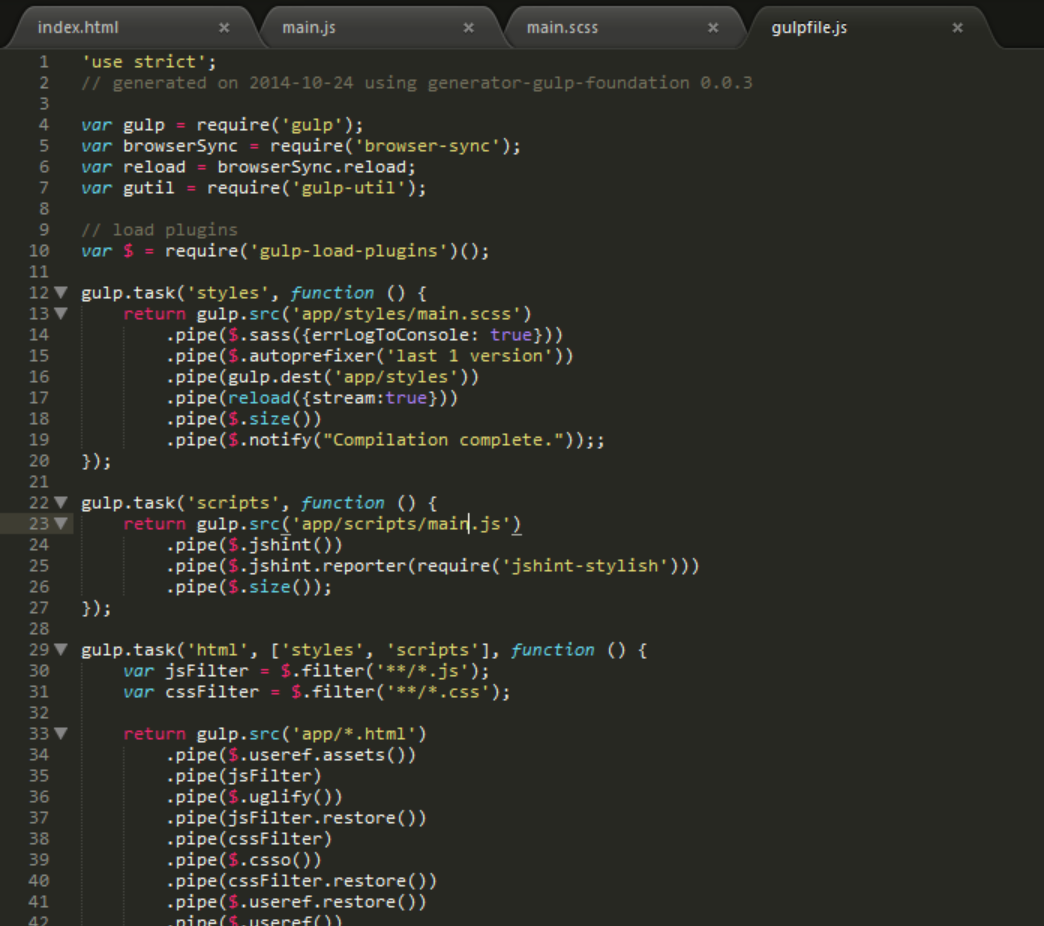 index.html × main.js × main.scss × gulpfile.js ×
1 'use strict';
2 // generated on 2014-10-24 using generator-gulp-foundation 0.0.3
3
4 var gulp = require('gulp');
5 var browserSync = require('browser-sync');
6 var reload = browserSync.reload;
7 var gutil = require('gulp-util');
8
9 // load plugins
10 var $ = require('gulp-load-plugins')();
11
12 gulp.task('styles', function () {
13 return gulp.src('app/styles/main.scss')
14 .pipe($.sass({errLogToConsole: true}))
15 .pipe($.autoprefixer('last 1 version'))
16 .pipe(gulp.dest('app/styles'))
17 .pipe(reload({stream:true}))
18 .pipe($.size())
19 .pipe($.notify("Compilation complete."));;
20 });
21
22 gulp.task('scripts', function () {
23 return gulp.src('app/scripts/main.js')
24 .pipe($.jshint())
25 .pipe($.jshint.reporter(require('jshint-stylish')))
26 .pipe($.size());
27 });
28
29 gulp.task('html', ['styles', 'scripts'], function () {
30 var jsFilter = $.filter('**/*.js');
31 var cssFilter = $.filter('**/*.css');
32
33 return gulp.src('app/*.html')
34 .pipe($.useref.assets())
35 .pipe(jsFilter)
36 .pipe($.uglify())
37 .pipe(jsFilter.restore())
38 .pipe(cssFilter)
39 .pipe($.csso())
40 .pipe(cssFilter.restore())
41 .pipe($.useref.restore())
42 .pipe($.useref())